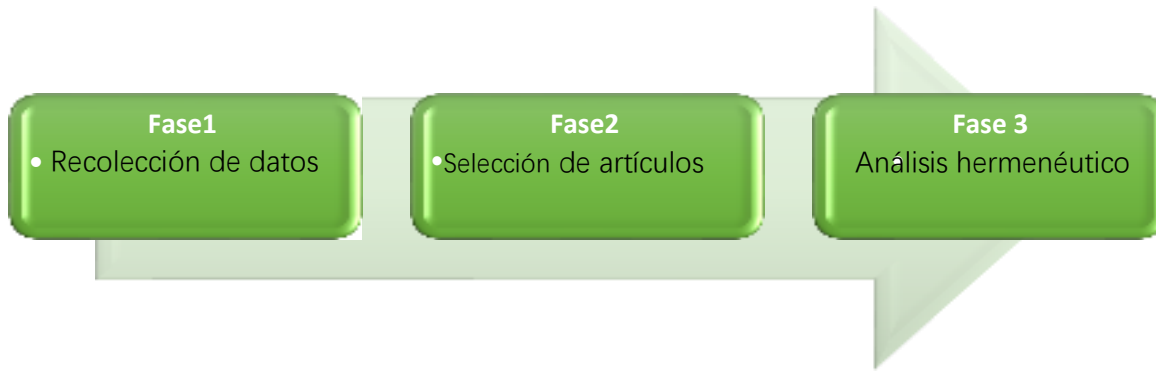 Fase1
• Recolección de datos
Fase2
•Selección de artículos
Fase 3
Análisis hermenéutico